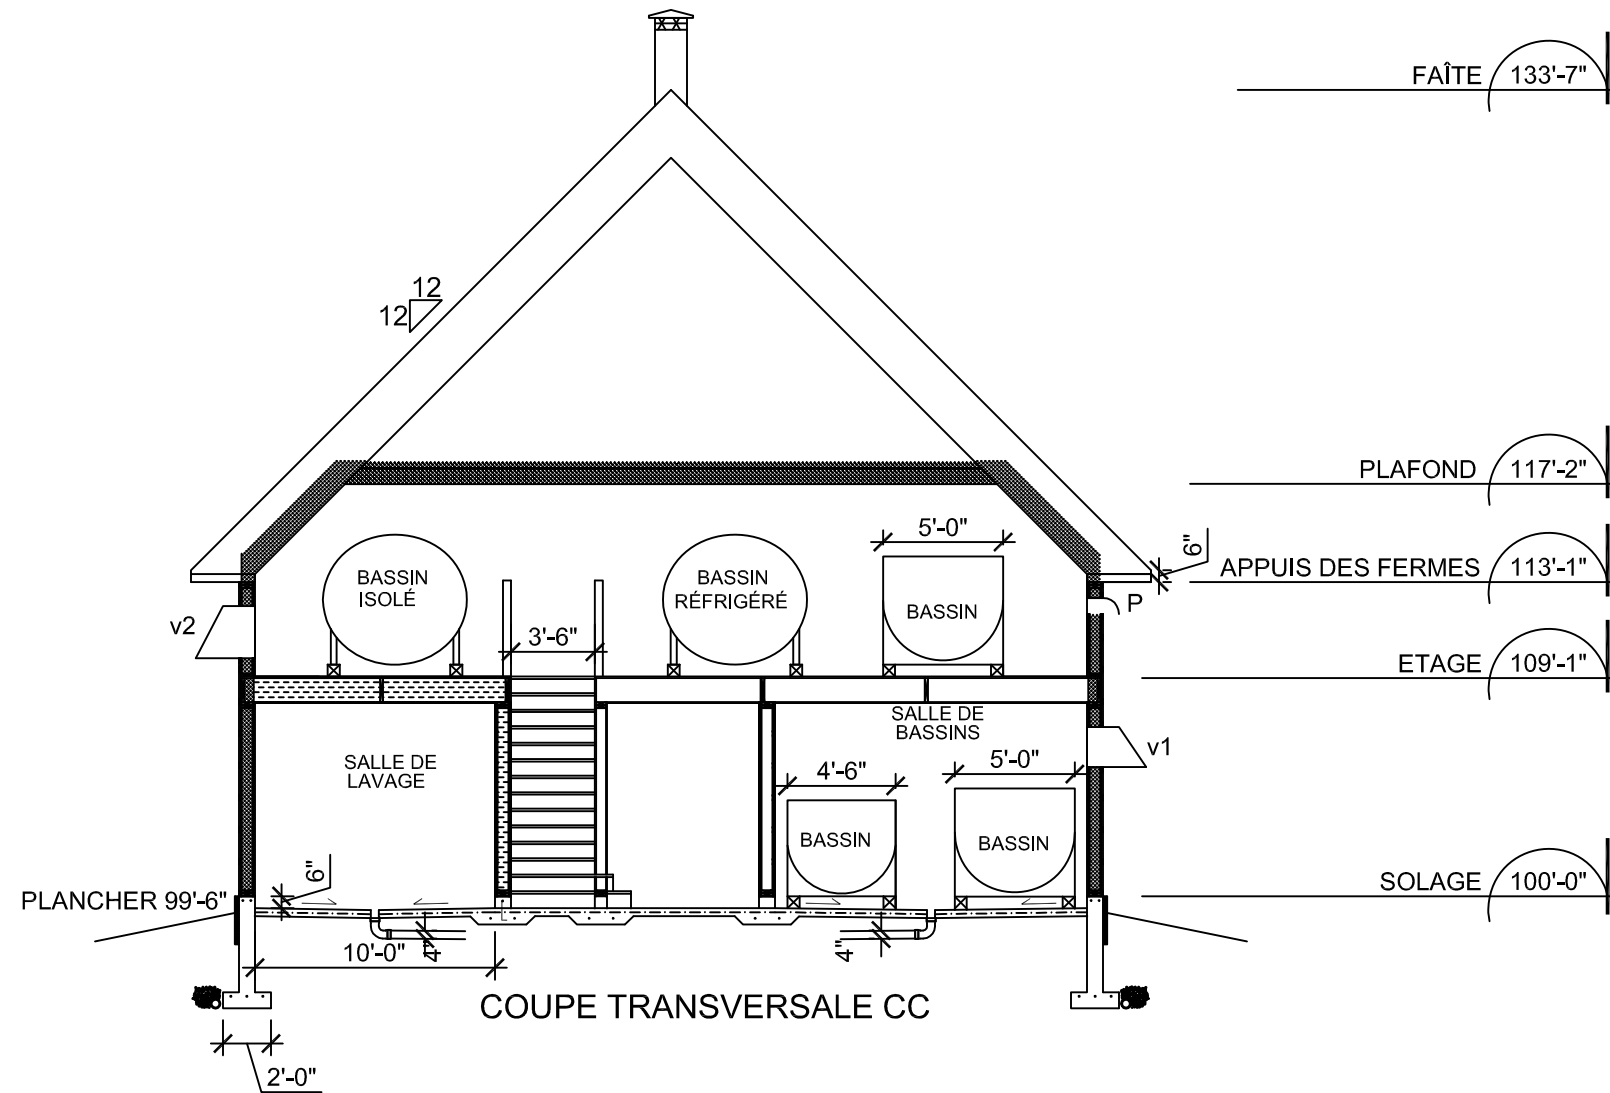 FAÎTE 133'-7"
12
12
PLAFOND 117'-2"
5'-0"
6"
APPUIS DES FERMES 113'-1"
BASSIN
ISOLÉ
BASSIN
RÉFRIGÉRÉ
BASSIN
P
v2
3'-6"
ETAGE 109'-1"
SALLE DE
BASSINS
v1
SALLE DE
LAVAGE
4'-6"
5'-0"
BASSIN
BASSIN
6"
SOLAGE 100'-0"
PLANCHER 99'-6"
10'-0"
4"
4"
COUPE TRANSVERSALE CC
2'-0"